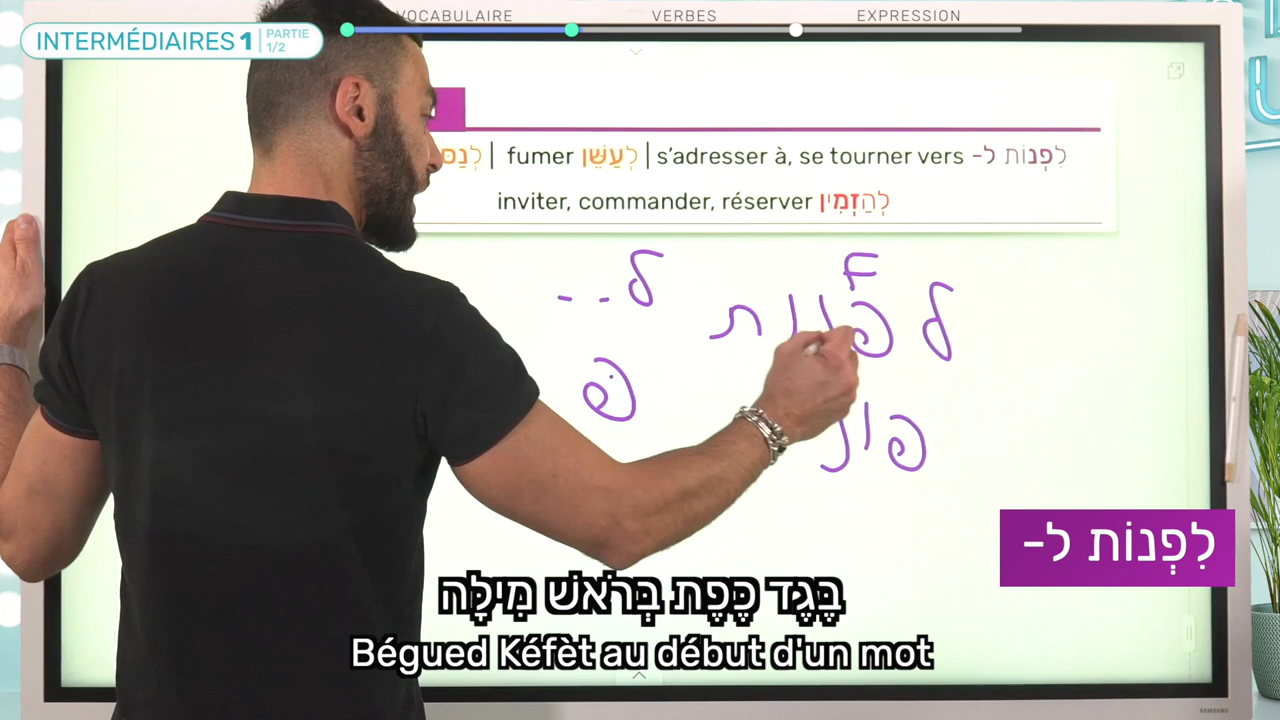 VOCABULAIRE VERBES EXPRESSION
INTERMÉDIAIRES 1 PARTIE 1/2
לִפְנוֹת ל- s'adresser à, se tourner vers | לְעַשֵּׁן fumer |
לְהַזְמִין inviter, commander, réserver
F
ל - -
לפנות
פ
פונ
לִפְנוֹת ל-
בֶּגֶד כֶּפֶת בְּרֹאשׁ מִילָּה
Bégued Kéfèt au début d'un mot
SAMSUNG